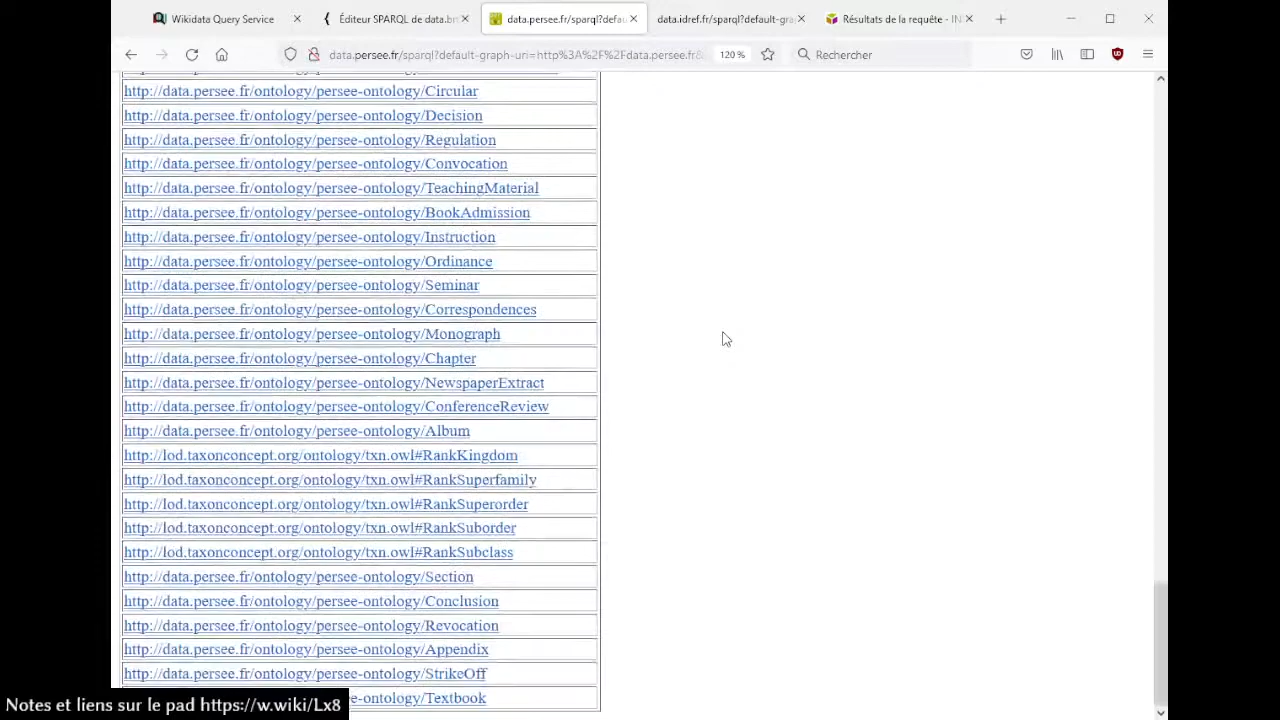 Wikidata Query Service
Éditeur SPARQL de data.bn
data.persee.fr/sparql?defau
data.idref.fr/sparql?default-gra
Résultats de la requête - IN
data.persee.fr/sparql?default-graph-uri=http%3A%2F%2Fdata.persee.fr&
120 %
Rechercher
http://data.persee.fr/ontology/persee-ontology/Circular
http://data.persee.fr/ontology/persee-ontology/Decision
http://data.persee.fr/ontology/persee-ontology/Regulation
http://data.persee.fr/ontology/persee-ontology/Convocation
http://data.persee.fr/ontology/persee-ontology/TeachingMaterial
http://data.persee.fr/ontology/persee-ontology/BookAdmission
http://data.persee.fr/ontology/persee-ontology/Instruction
http://data.persee.fr/ontology/persee-ontology/Ordinance
http://data.persee.fr/ontology/persee-ontology/Seminar
http://data.persee.fr/ontology/persee-ontology/Correspondences
http://data.persee.fr/ontology/persee-ontology/Monograph
http://data.persee.fr/ontology/persee-ontology/Chapter
http://data.persee.fr/ontology/persee-ontology/NewspaperExtract
http://data.persee.fr/ontology/persee-ontology/ConferenceReview
http://data.persee.fr/ontology/persee-ontology/Album
http://lod.taxonconcept.org/ontology/txn.owl#RankKingdom
http://lod.taxonconcept.org/ontology/txn.owl#RankSuperfamily
http://lod.taxonconcept.org/ontology/txn.owl#RankSuperorder
http://lod.taxonconcept.org/ontology/txn.owl#RankSuborder
http://lod.taxonconcept.org/ontology/txn.owl#RankSubclass
http://data.persee.fr/ontology/persee-ontology/Section
http://data.persee.fr/ontology/persee-ontology/Conclusion
http://data.persee.fr/ontology/persee-ontology/Revocation
http://data.persee.fr/ontology/persee-ontology/Appendix
http://data.persee.fr/ontology/persee-ontology/StrikeOff
persee-ontology/Textbook
Notes et liens sur le pad https://w.wiki/Lx8